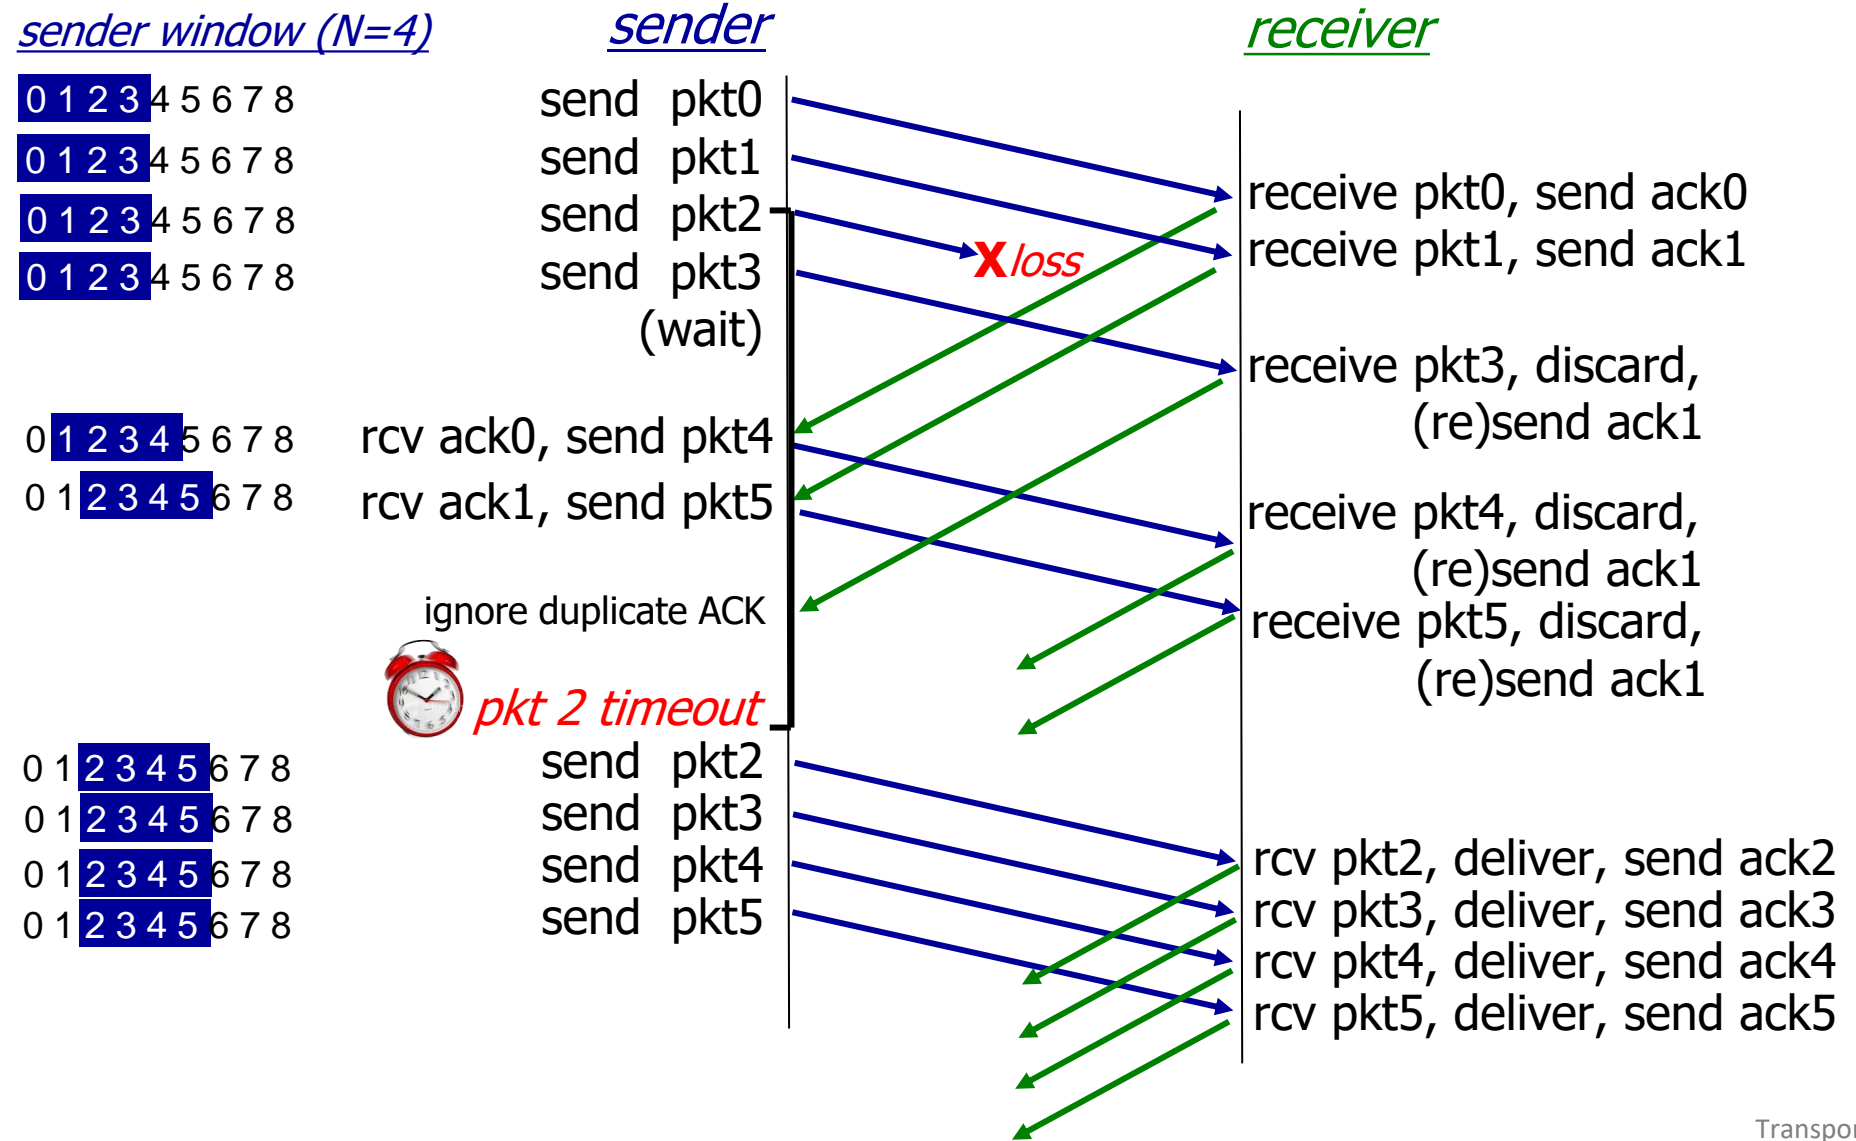 sender window (N=4) sender receiver
0 1 2 3 4 5 6 7 8 send pkt0
0 1 2 3 4 5 6 7 8 send pkt1
receive pkt0, send ack0
0 1 2 3 4 5 6 7 8 send pkt2
X loss
receive pkt1, send ack1
0 1 2 3 4 5 6 7 8 send pkt3
(wait)
receive pkt3, discard,
(re)send ack1
0 1 2 3 4 5 6 7 8 rcv ack0, send pkt4
0 1 2 3 4 5 6 7 8 rcv ack1, send pkt5
receive pkt4, discard,
(re)send ack1
ignore duplicate ACK
receive pkt5, discard,
(re)send ack1
pkt 2 timeout
0 1 2 3 4 5 6 7 8 send pkt2
0 1 2 3 4 5 6 7 8 send pkt3
0 1 2 3 4 5 6 7 8 send pkt4
0 1 2 3 4 5 6 7 8 send pkt5
rcv pkt2, deliver, send ack2
rcv pkt3, deliver, send ack3
rcv pkt4, deliver, send ack4
rcv pkt5, deliver, send ack5
Transpor